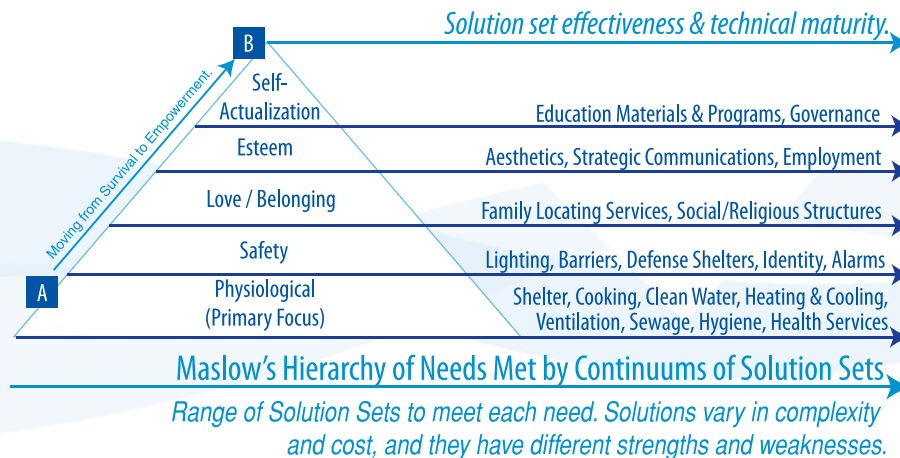 Solution set effectiveness & technical maturity.
B
Moving from Survival to Empowerment.
Self-
Actualization
Education Materials & Programs, Governance
Esteem
Aesthetics, Strategic Communications, Employment
Love / Belonging
Family Locating Services, Social/Religious Structures
Safety
Lighting, Barriers, Defense Shelters, Identity, Alarms
A
Physiological
(Primary Focus)
Shelter, Cooking, Clean Water, Heating & Cooling,
Ventilation, Sewage, Hygiene, Health Services
Maslow's Hierarchy of Needs Met by Continuums of Solution Sets
Range of Solution Sets to meet each need. Solutions vary in complexity
and cost, and they have different strengths and weaknesses.